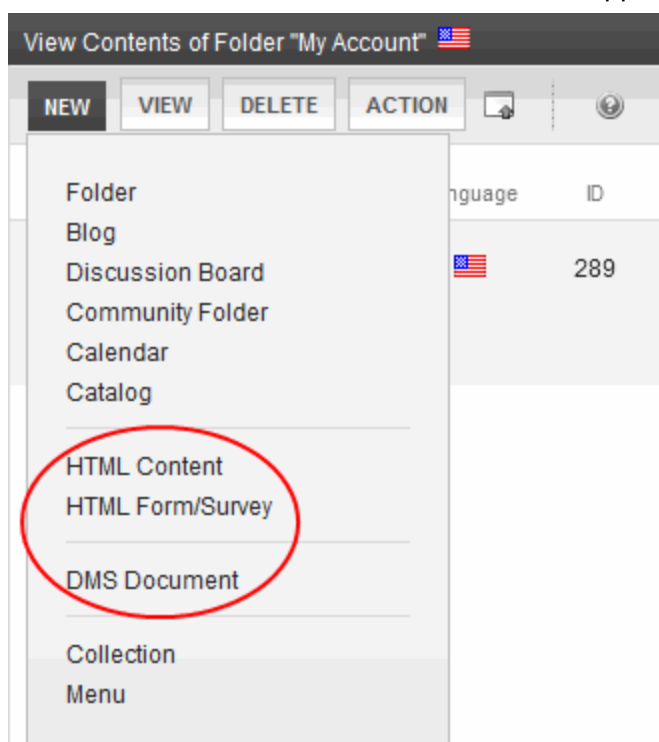 View Contents of Folder "My Account"
NEW VIEW DELETE ACTION
nguage ID
289
Folder
Blog
Discussion Board
Community Folder
Calendar
Catalog
HTML Content
HTML Form/Survey
DMS Document
Collection
Menu